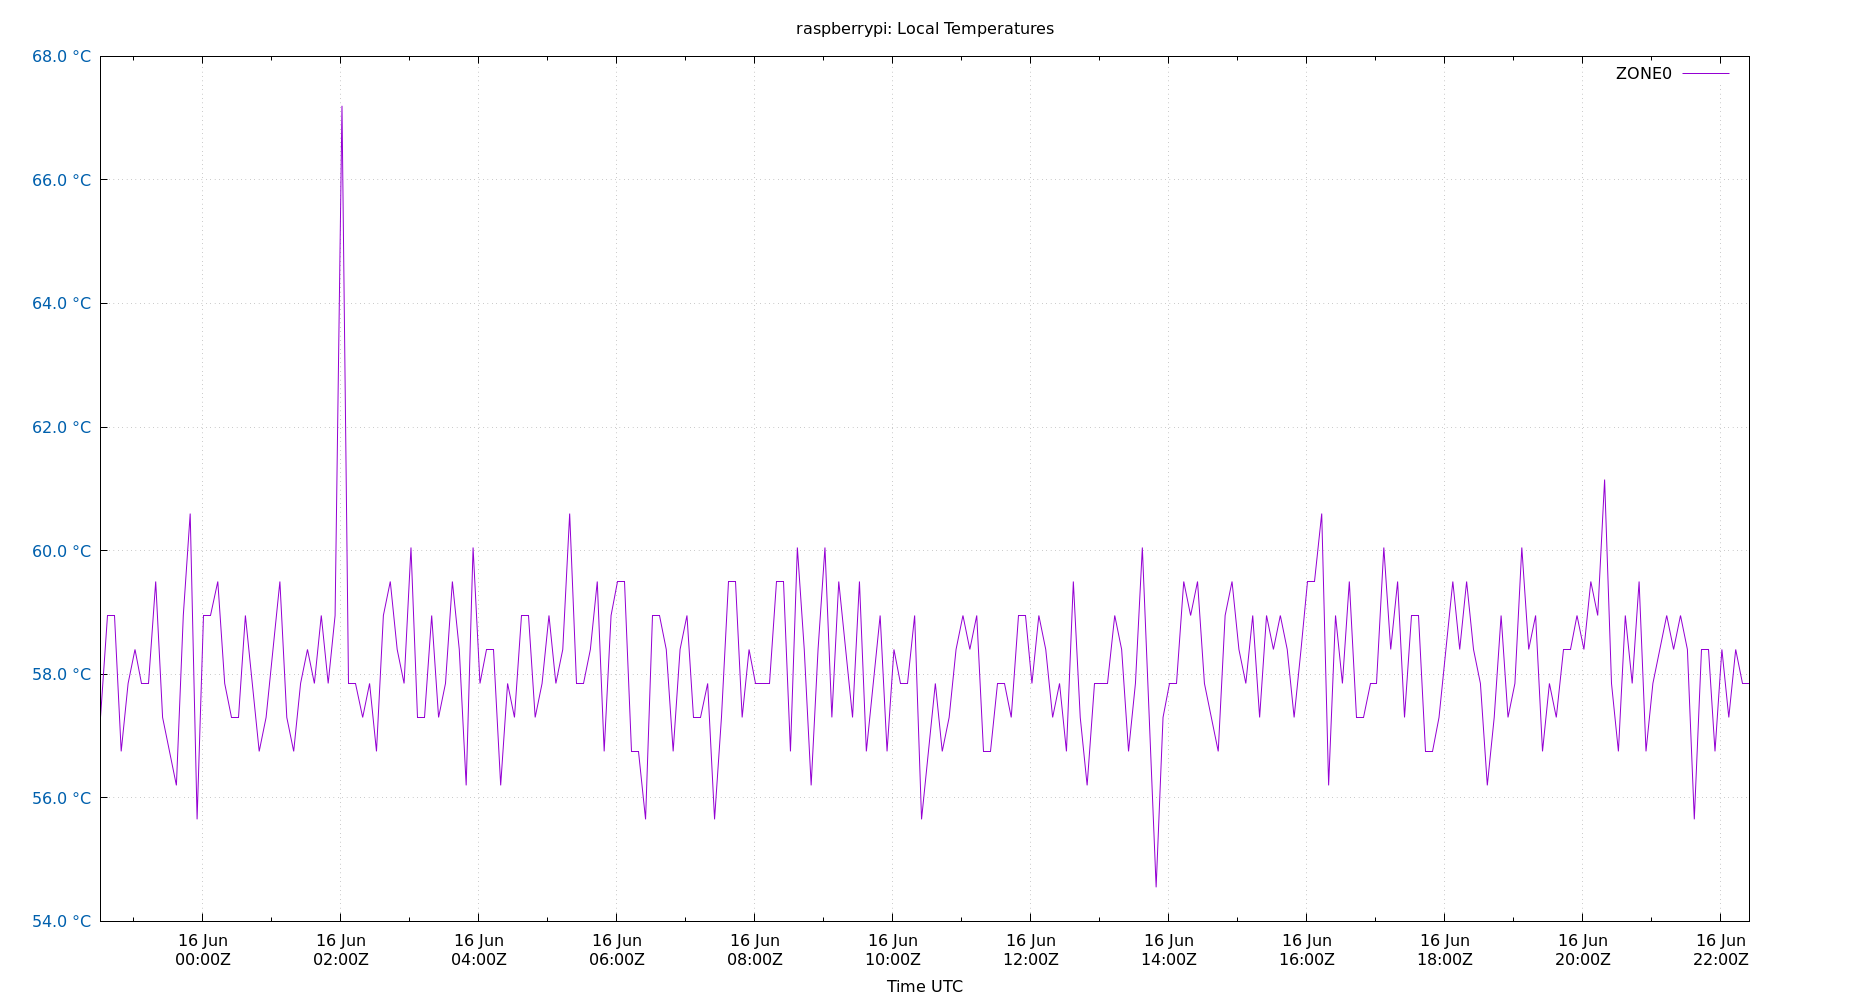 raspberrypi: Local Temperatures
68.0 °C
ZONE0
66.0 °C
64.0 °C
62.0 °C
60.0 °C
58.0 °C
56.0 °C
54.0 °C
16 Jun 16 Jun 16 Jun 16 Jun 16 Jun 16 Jun 16 Jun 16 Jun 16 Jun 16 Jun 16 Jun 16 Jun
00:00Z 02:00Z 04:00Z 06:00Z 08:00Z 10:00Z 12:00Z 14:00Z 16:00Z 18:00Z 20:00Z 22:00Z
Time UTC